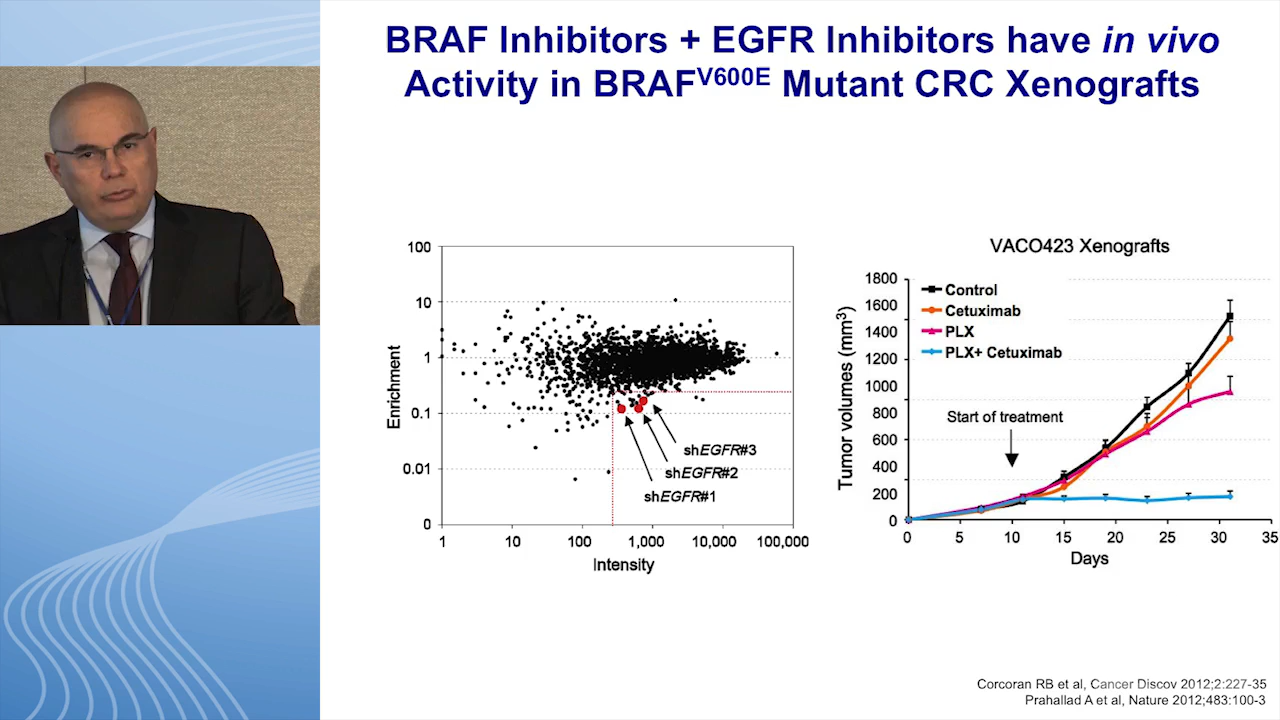 BRAF Inhibitors + EGFR Inhibitors have in vivo
Activity in BRAFV600E Mutant CRC Xenografts
100
10
1
0.1
0.01
0
Enrichment
shEGFR#3
shEGFR#2
shEGFR#1
1
10
100
1,000
10,000
100,000
Intensity
VACO423 Xenografts
1800
1600
1400
1200
1000
800
600
400
200
0
Tumor volumes (mm3)
Control
Cetuximab
PLX
PLX+ Cetuximab
Start of treatment
0
5
10
15
20
25
30
35
Days
Corcoran RB et al, Cancer Discov 2012;2:227-35
Prahallad A et al, Nature 2012;483:100-3